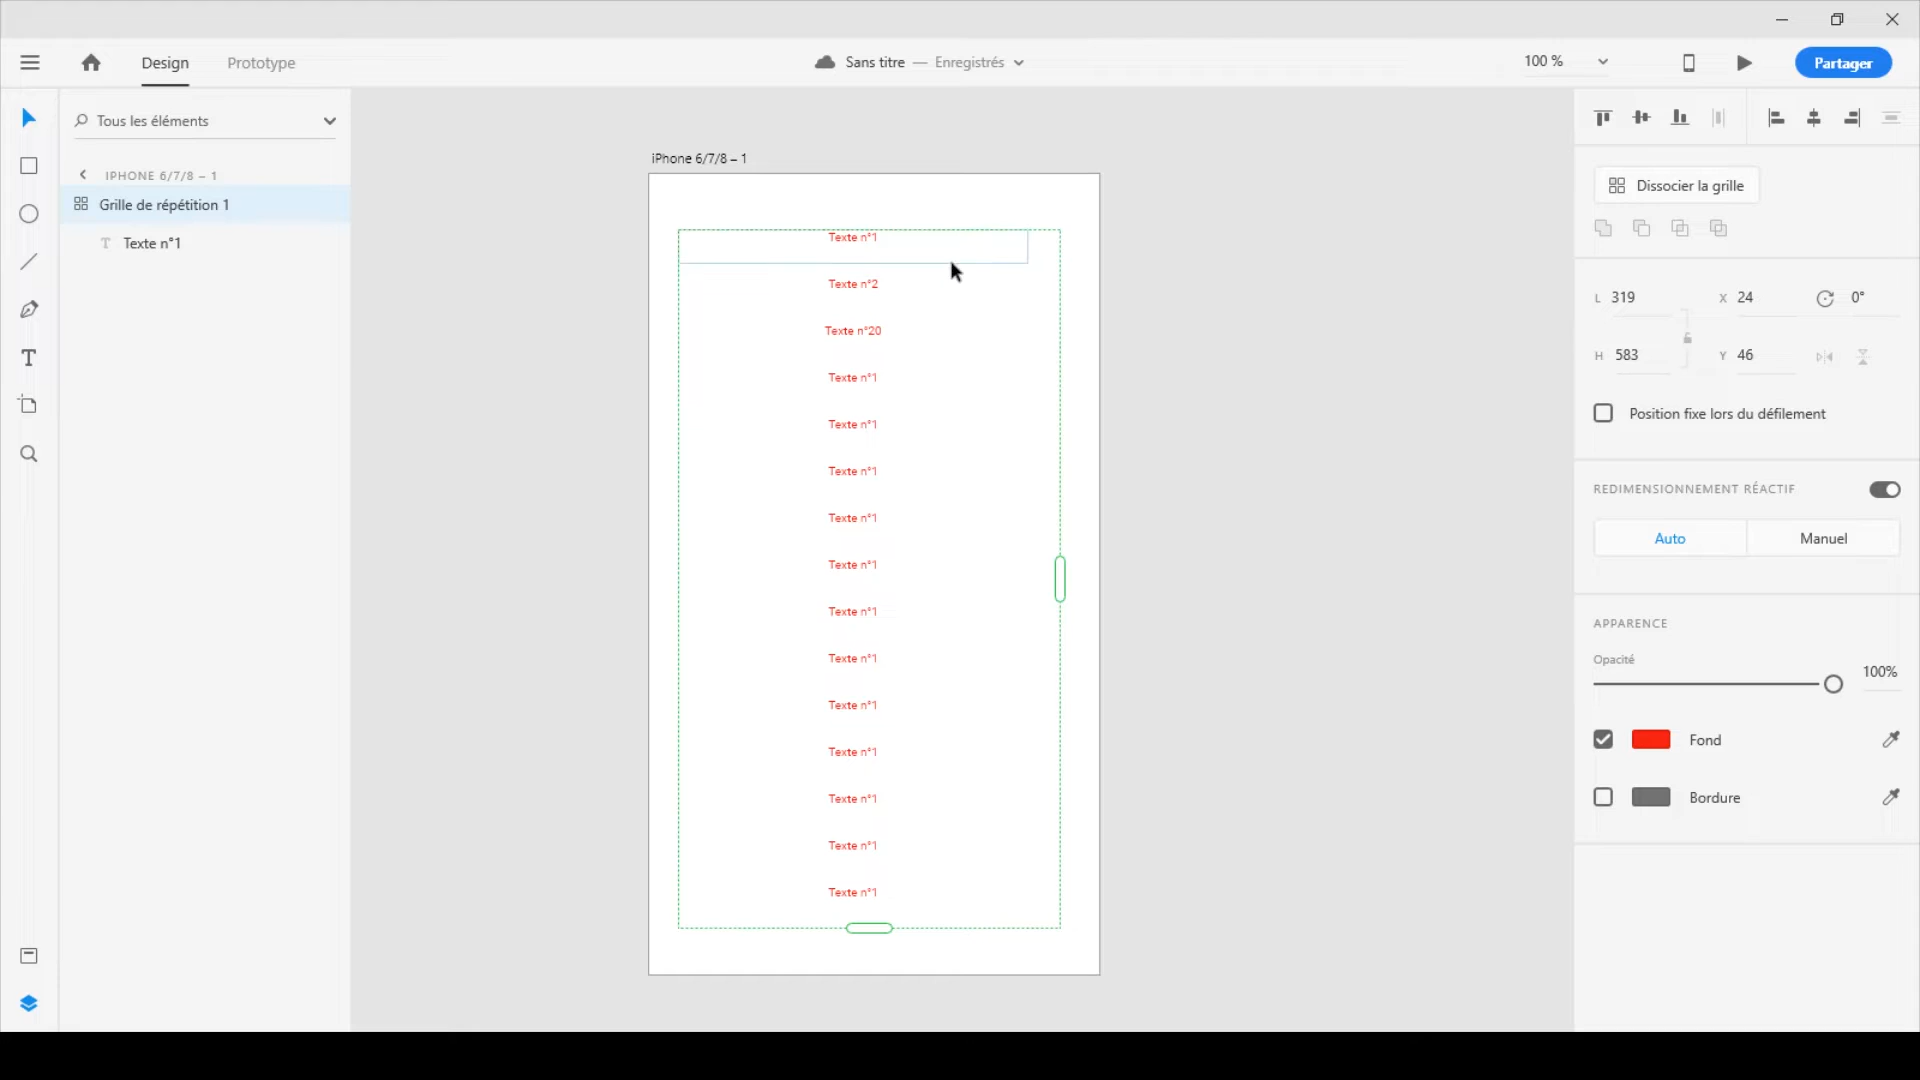 Design
Prototype
Sans titre — Enregistrés
100 %
Partager
Tous les éléments
IPHONE 6/7/8 – 1
Grille de répétition 1
T Texte n°1
T
iPhone 6/7/8 – 1
Texte n°1
Texte n°2
Texte n°20
Texte n°1
Texte n°1
Texte n°1
Texte n°1
Texte n°1
Texte n°1
Texte n°1
Texte n°1
Texte n°1
Texte n°1
Texte n°1
Texte n°1
Dissocier la grille
L 319 X 24 0°
H 583 Y 46
Position fixe lors du défilement
REDIMENSIONNEMENT RÉACTIF
Auto Manuel
APPARENCE
Opacité
100%
Fond
Bordure